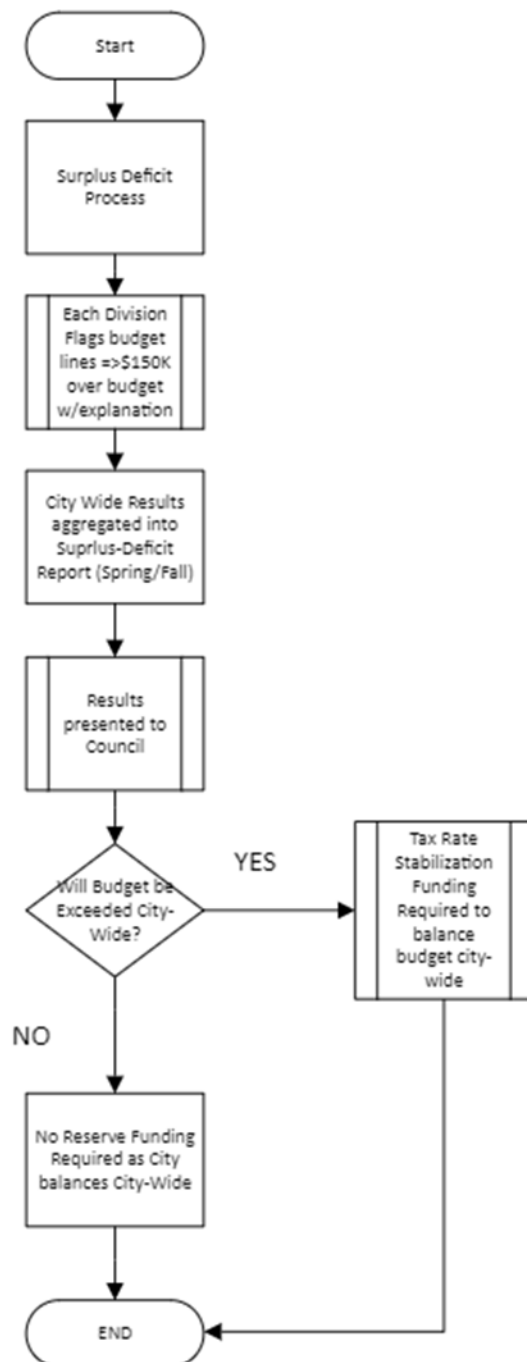 Start
Surplus Deficit
Process
Each Division
Flags budget
lines =>$150K
over budget
w/explanation
City Wide Results
aggregated into
Suprlus-Deficit
Report (Spring/Fall)
Results
presented to
Council
Will Budget be
Exceeded City-
Wide?
YES
Tax Rate
Stabilization
Funding
Required to
balance
budget city-
wide
NO
No Reserve Funding
Required as City
balances City-Wide
END